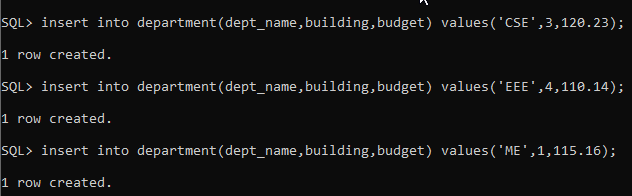 SQL> insert into department(dept_name,building,budget) values('CSE',3,120.23);
1 row created.
SQL> insert into department(dept_name,building,budget) values('EEE',4,110.14);
1 row created.
SQL> insert into department(dept_name,building,budget) values('ME',1,115.16);
1 row created.